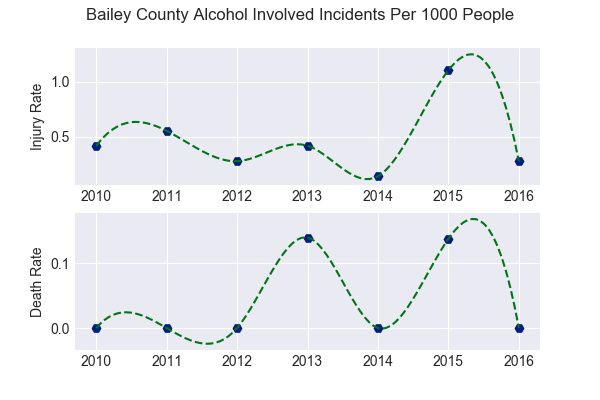 Bailey County Alcohol Involved Incidents Per 1000 People
Injury Rate
1.0
0.5
2010 2011 2012 2013 2014 2015 2016
Death Rate
0.1
0.0
2010 2011 2012 2013 2014 2015 2016